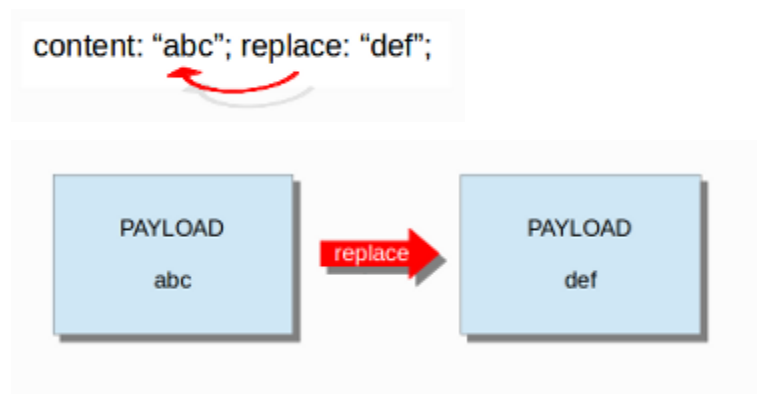 content: “abc”; replace: “def”;
PAYLOAD
abc
replace
PAYLOAD
def